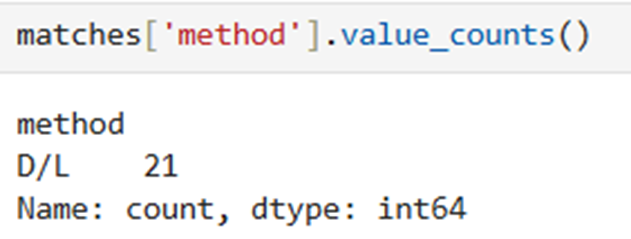 matches['method'].value_counts()
method
D/L    21
Name: count, dtype: int64